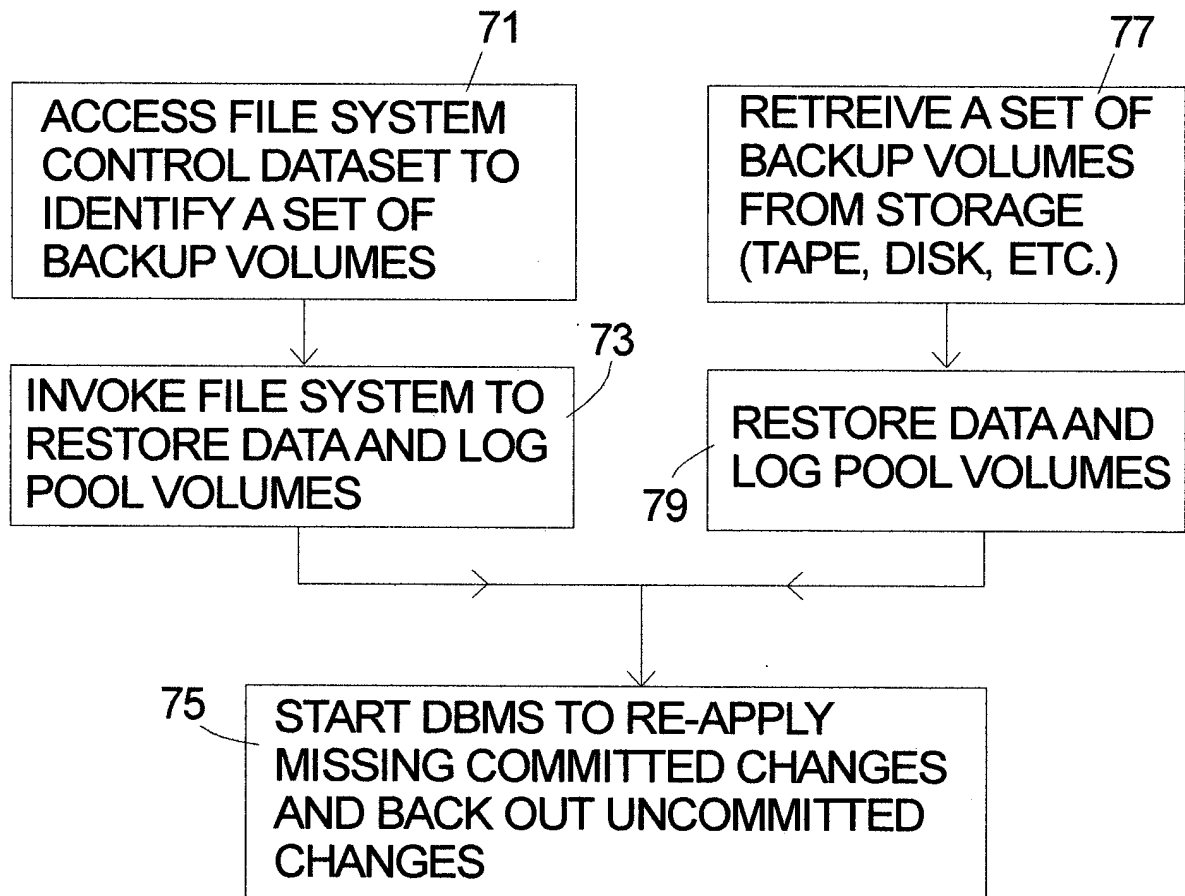 71
ACCESS FILE SYSTEM
CONTROL DATASET TO
IDENTIFY A SET OF
BACKUP VOLUMES
77
RETREIVE A SET OF
BACKUP VOLUMES
FROM STORAGE
(TAPE, DISK, ETC.)
73
INVOKE FILE SYSTEM TO
RESTORE DATA AND LOG
POOL VOLUMES
79
RESTORE DATA AND
LOG POOL VOLUMES
75
START DBMS TO RE-APPLY
MISSING COMMITTED CHANGES
AND BACK OUT UNCOMMITTED
CHANGES